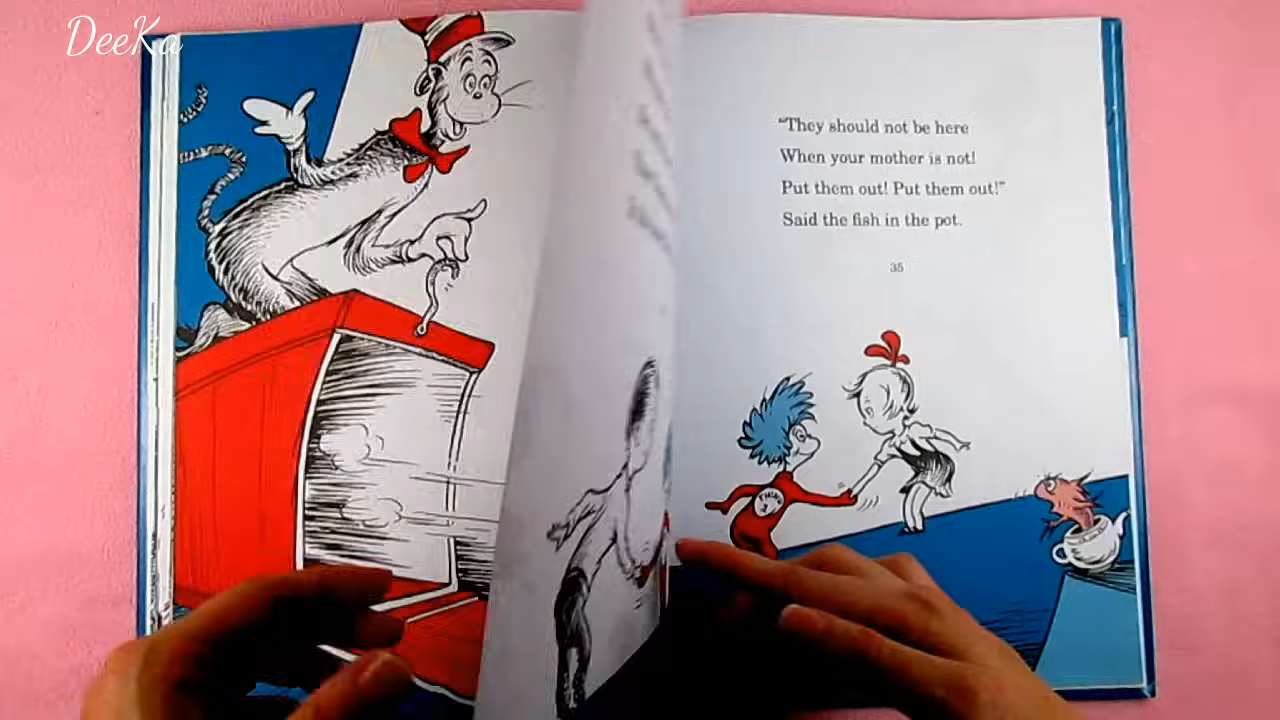 DeeKa
“They should not be here
When your mother is not!
Put them out! Put them out!”
Said the fish in the pot.
35